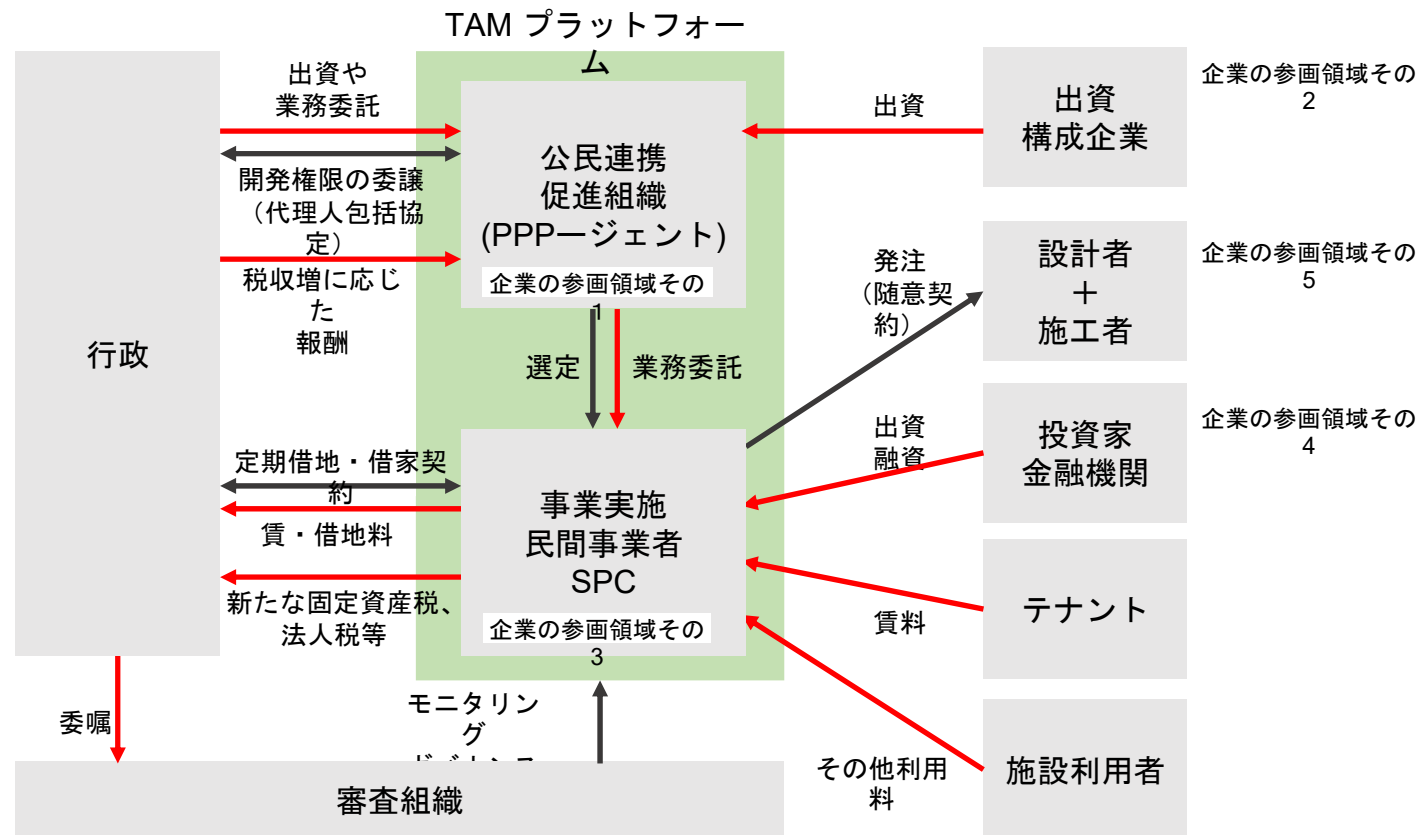 TAM プラットフォー
ム
出資や
業務委託
開発権限の委譲
（代理人包括協
定）
税収増に応じ
た
報酬
行政
公民連携
促進組織
(PPPージェント)
企業の参画領域その
1
出資
出資
構成企業
企業の参画領域その
2
発注
（随意契
約）
設計者
＋
施工者
企業の参画領域その
5
選定
業務委託
定期借地・借家契
約
賃・借地料
新たな固定資産税、
法人税等
事業実施
民間事業者
SPC
企業の参画領域その
3
出資
融資
投資家
金融機関
企業の参画領域その
4
賃料
テナント
その他利用
料
施設利用者
委嘱
モニタリン
グ
審査組織